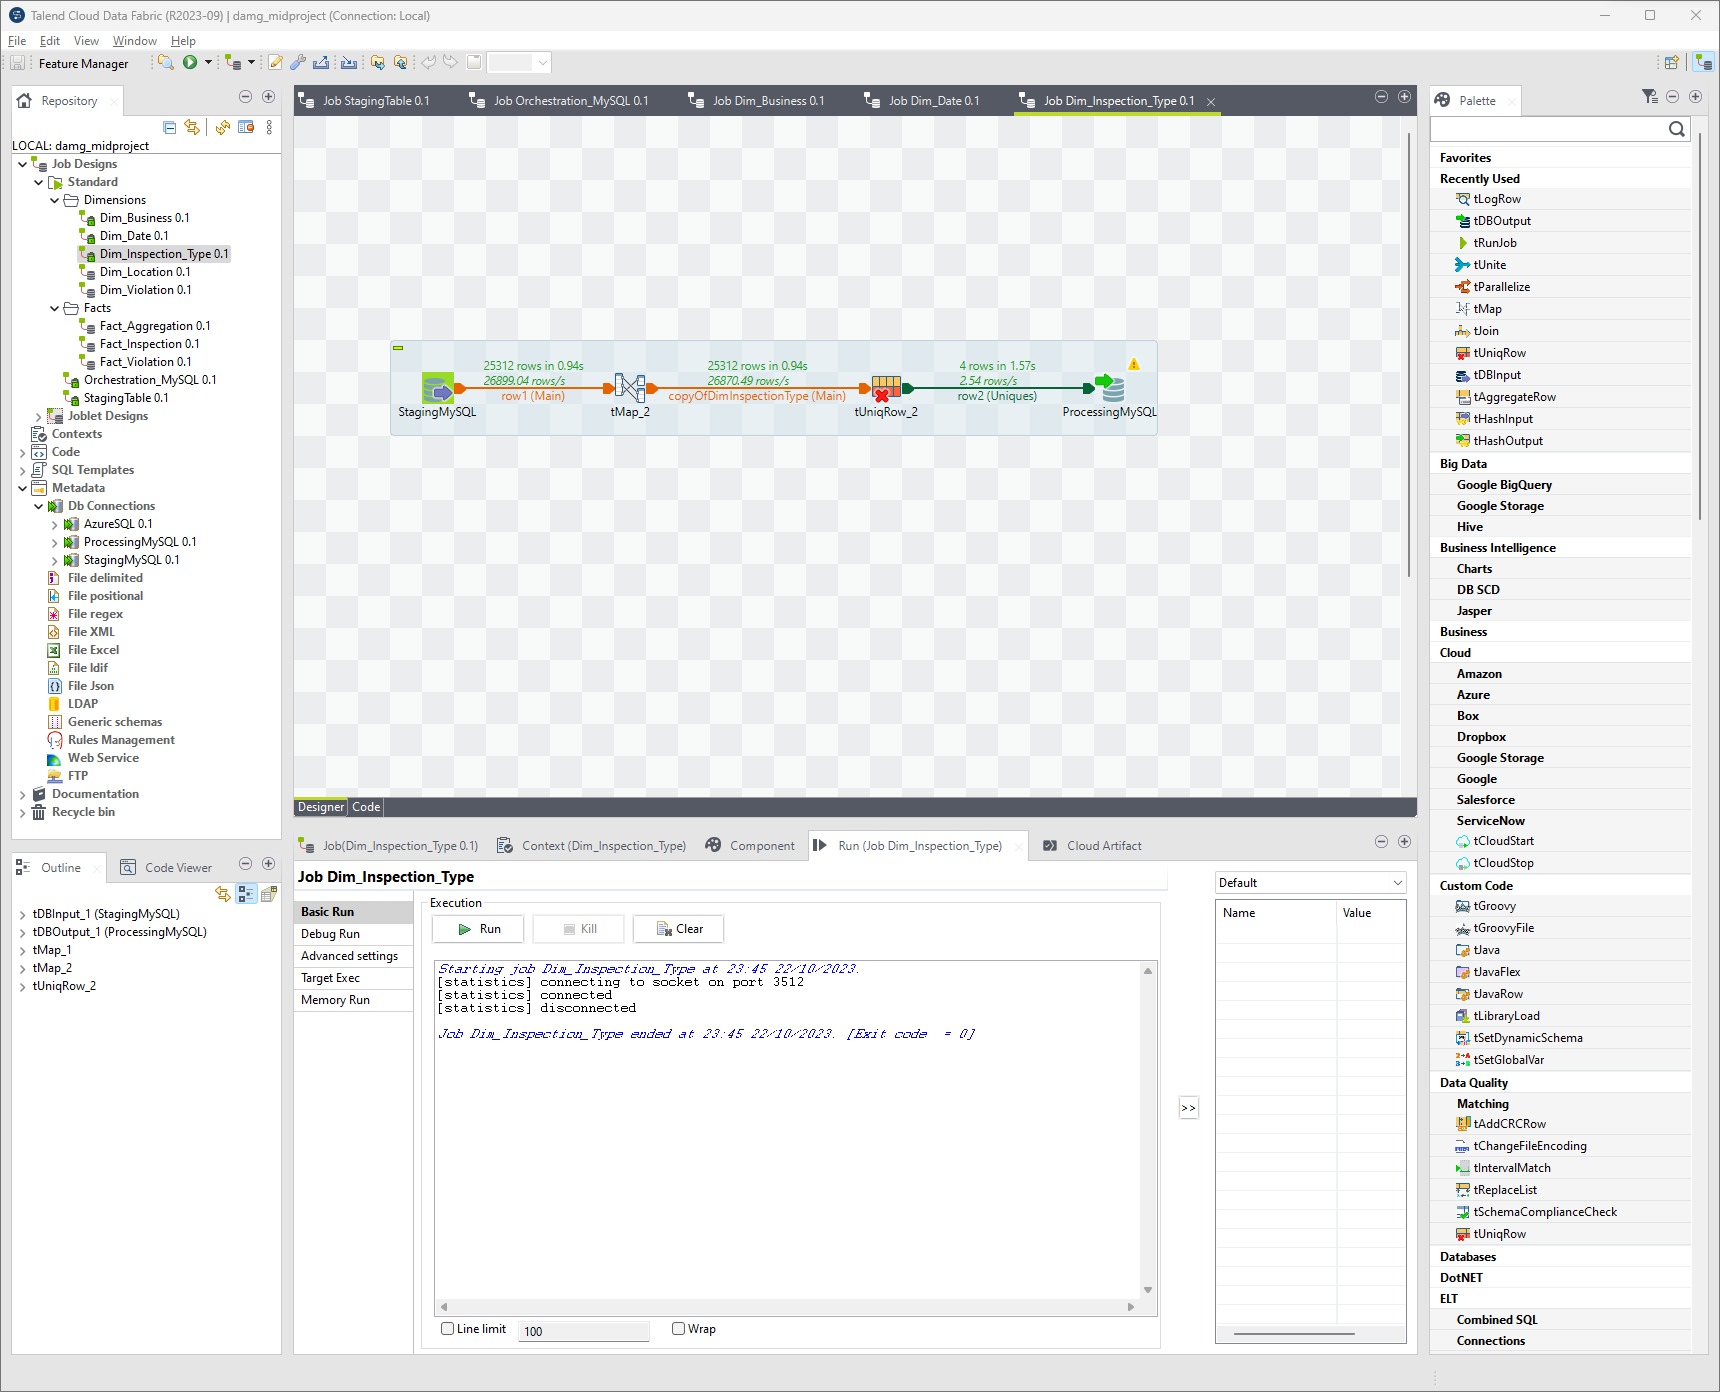 Talend Cloud Data Fabric (R2023-09) | damg_midproject (Connection: Local)
File Edit View Window Help
Feature Manager
Repository
LOCAL: damg_midproject
Job Designs
Standard
Dimensions
Dim_Business 0.1
Dim_Date 0.1
Dim_Inspection_Type 0.1
Dim_Location 0.1
Dim_Violation 0.1
Facts
Fact_Aggregation 0.1
Fact_Inspection 0.1
Fact_Violation 0.1
Orchestration_MySQL 0.1
StagingTable 0.1
Joblet Designs
Contexts
Code
SQL Templates
Metadata
Db Connections
AzureSQL 0.1
ProcessingMySQL 0.1
StagingMySQL 0.1
File delimited
File positional
File regex
File XML
File Excel
File ldif
File Json
LDAP
Generic schemas
Rules Management
Web Service
FTP
Documentation
Recycle bin
Outline
Code Viewer
tDBInput_1 (StagingMySQL)
tDBOutput_1 (ProcessingMySQL)
tMap_1
tMap_2
tUniqRow_2
Job StagingTable 0.1
Job Orchestration_MySQL 0.1
Job Dim_Business 0.1
Job Dim_Date 0.1
Job Dim_Inspection_Type 0.1
25312 rows in 0.94s
26899.04 rows/s
row1 (Main)
25312 rows in 0.94s
26870.49 rows/s
copyOfDimInspectionType (Main)
4 rows in 1.57s
2.54 rows/s
row2 (Uniques)
StagingMySQL
tMap_2
tUniqRow_2
ProcessingMySQL
Designer
Code
Job(Dim_Inspection_Type 0.1)
Context (Dim_Inspection_Type)
Component
Run (Job Dim_Inspection_Type)
Cloud Artifact
Job Dim_Inspection_Type
Basic Run
Debug Run
Advanced settings
Target Exec
Memory Run
Execution
Run
Kill
Clear
Starting job Dim_Inspection_Type at 23:45 22/10/2023.
[statistics] connecting to socket on port 3512
[statistics] connected
[statistics] disconnected
Job Dim_Inspection_Type ended at 23:45 22/10/2023. [Exit code  = 0]
Line limit
100
Wrap
>>
Default
Name
Value
Palette
Favorites
Recently Used
tLogRow
tDBOutput
tRunJob
tUnite
tParallelize
tMap
tJoin
tUniqRow
tDBInput
tAggregateRow
tHashInput
tHashOutput
Big Data
Google BigQuery
Google Storage
Hive
Business Intelligence
Charts
DB SCD
Jasper
Business
Cloud
Amazon
Azure
Box
Dropbox
Google Storage
Google
Salesforce
ServiceNow
tCloudStart
tCloudStop
Custom Code
tGroovy
tGroovyFile
tJava
tJavaFlex
tJavaRow
tLibraryLoad
tSetDynamicSchema
tSetGlobalVar
Data Quality
Matching
tAddCRCRow
tChangeFileEncoding
tIntervalMatch
tReplaceList
tSchemaComplianceCheck
tUniqRow
Databases
DotNET
ELT
Combined SQL
Connections